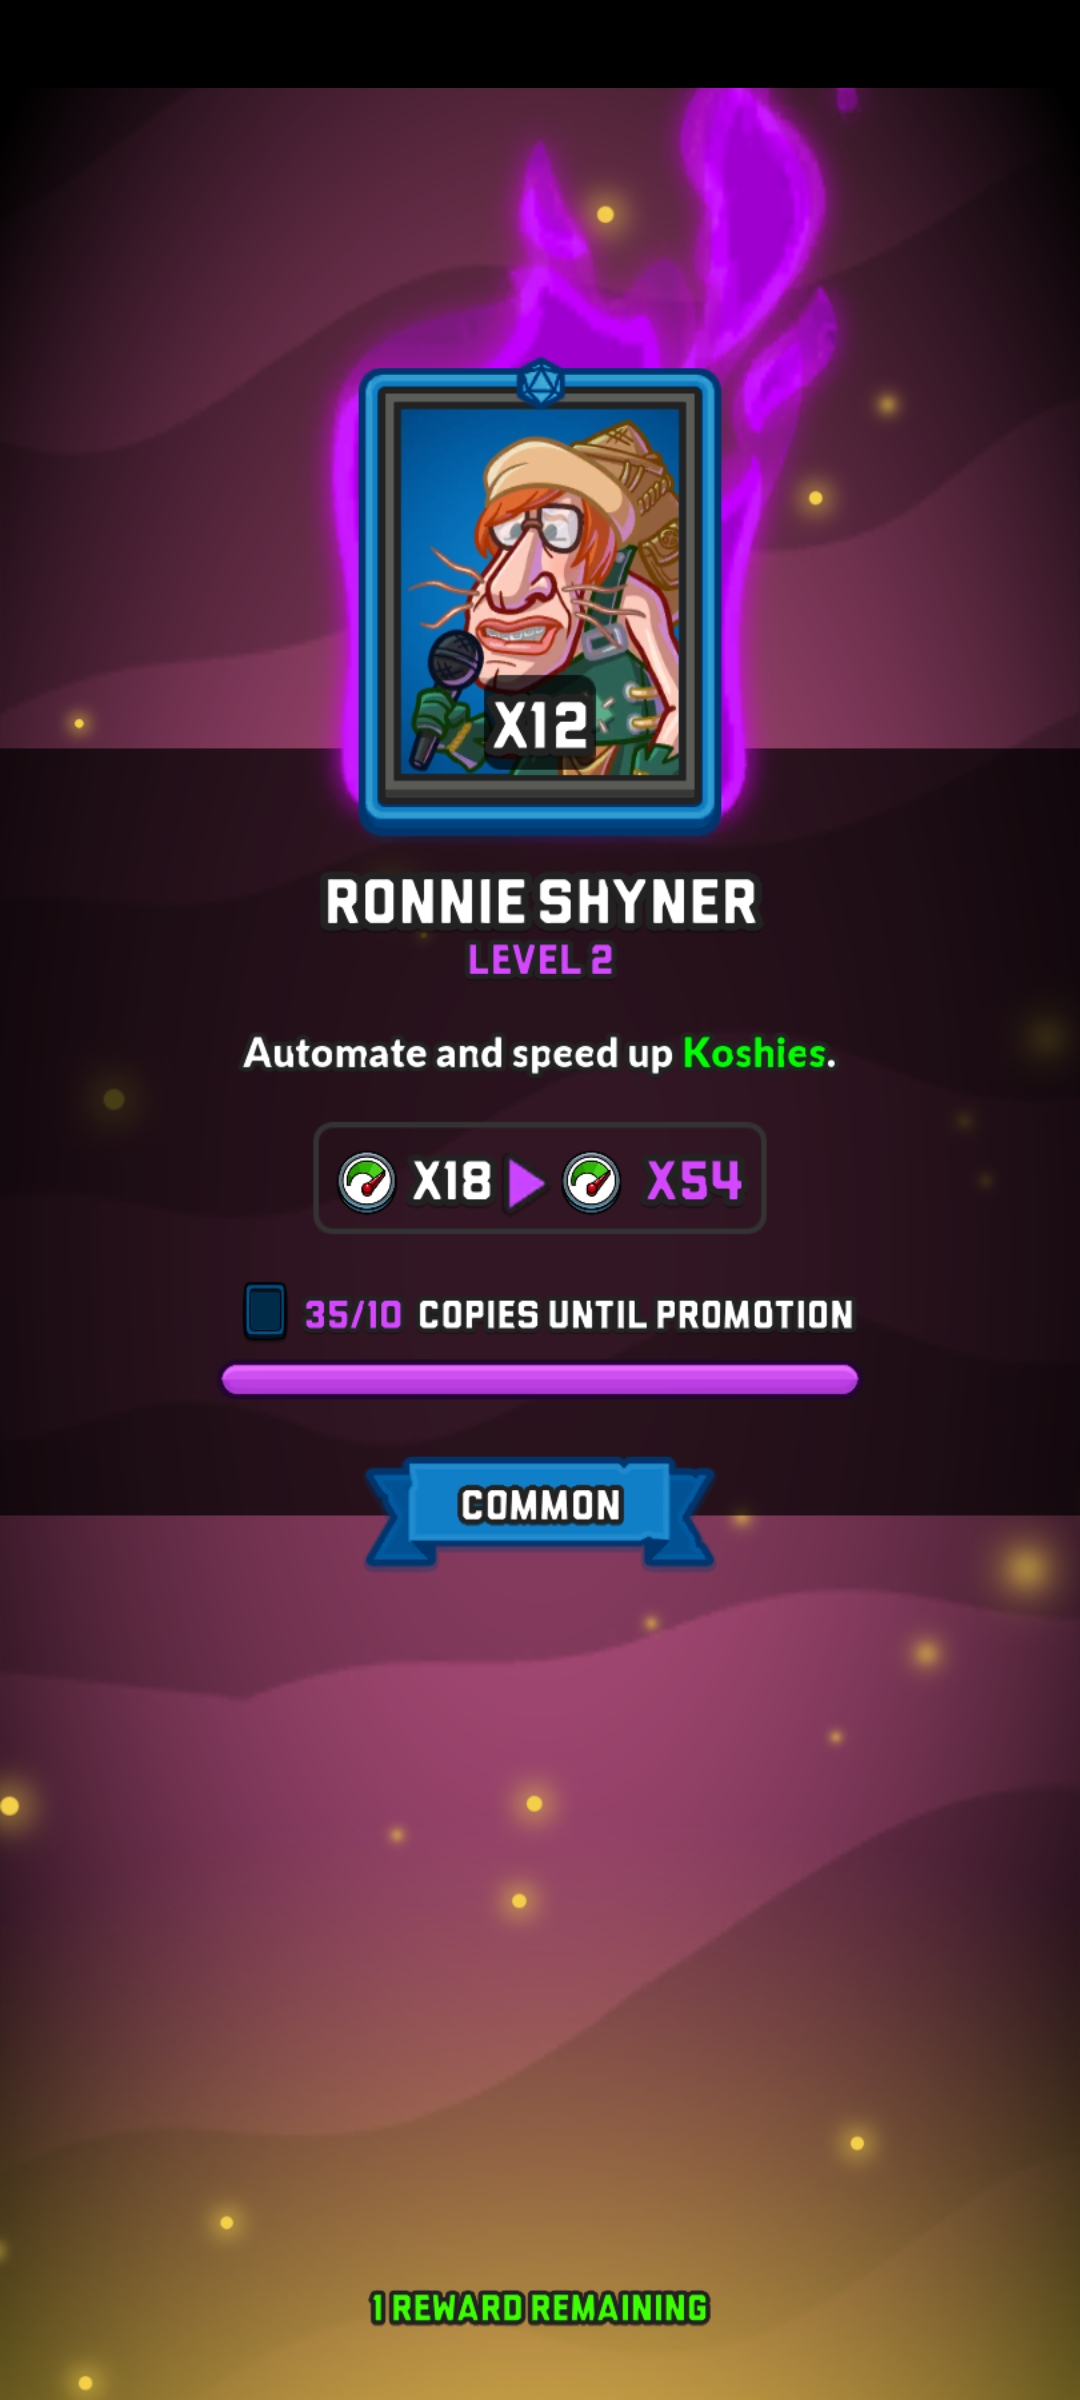 X12
RONNIE SHYNER
LEVEL 2
Automate and speed up Koshies.
X18 X54
35/10 COPIES UNTIL PROMOTION
COMMON
1 REWARD REMAINING